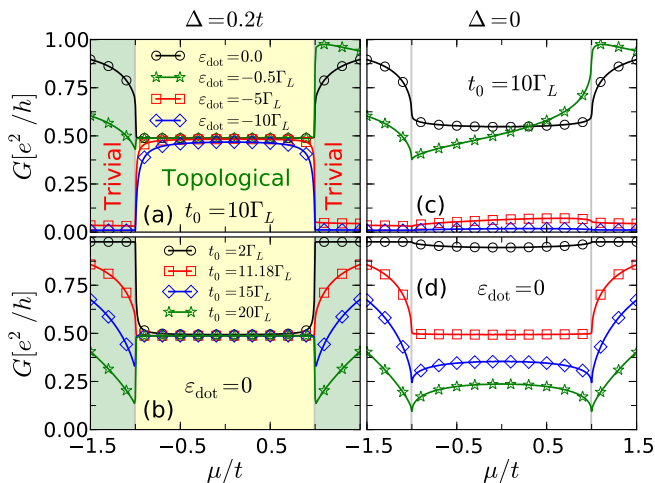 Δ = 0.2t
Δ = 0
1.00
0.75
0.50
0.25
0.00
G[e² /h]
ε_dot = 0.0
ε_dot = −0.5Γ_L
ε_dot = −5Γ_L
ε_dot = −10Γ_L
Trivial
Topological
Trivial
(a) t₀ = 10Γ_L
t₀ = 10Γ_L
(c)
0.75
0.50
0.25
0.00
G[e² /h]
t₀ = 2Γ_L
t₀ = 11.18Γ_L
t₀ = 15Γ_L
t₀ = 20Γ_L
ε_dot = 0
(b)
(d)
ε_dot = 0
−1.5 −0.5 0.5
−1.5 −0.5 0.5 1.5
μ/t
μ/t